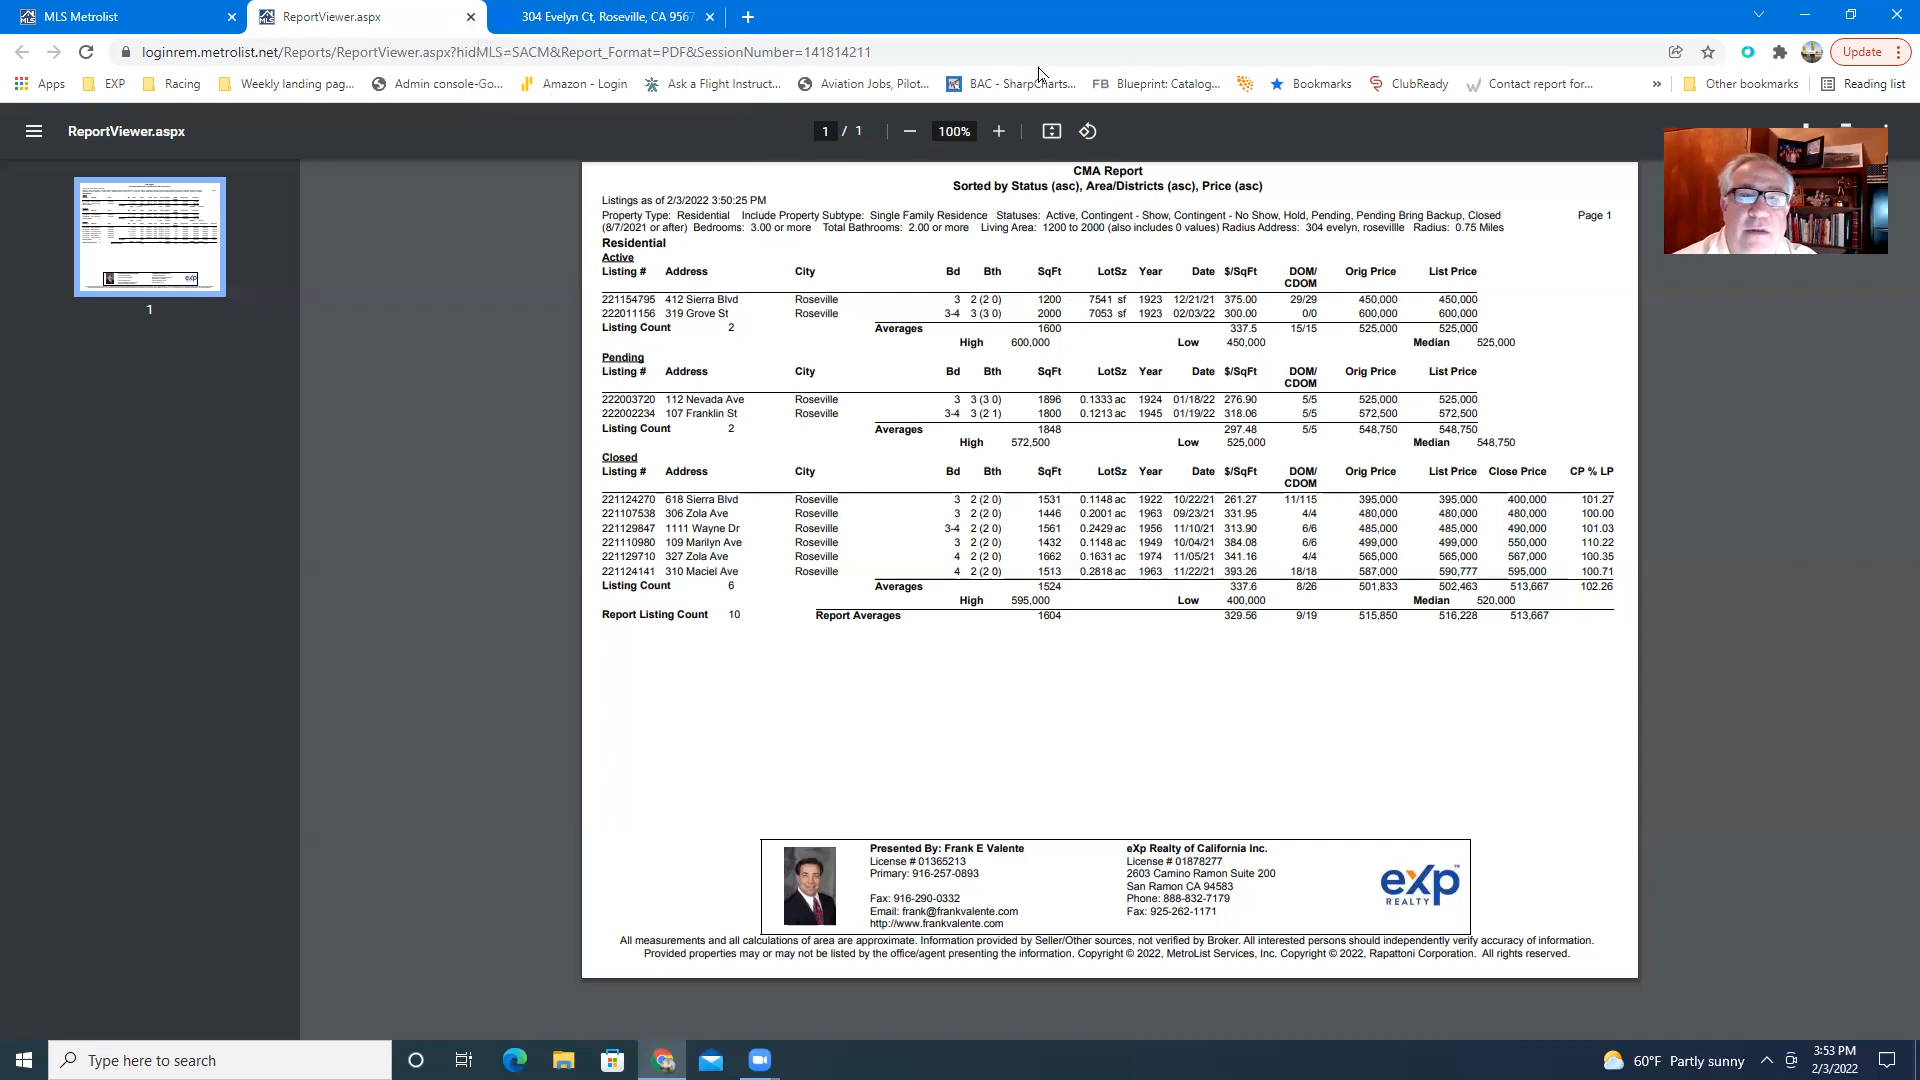 MLS Metrolist
ReportViewer.aspx
304 Evelyn Ct, Roseville, CA 9567
loginrem.metrolist.net/Reports/ReportViewer.aspx?hidMLS=SACM&Report_Format=PDF&SessionNumber=141814211
Update
Apps EXP Racing Weekly landing pag... Admin console-Go... Amazon - Login Ask a Flight Instruct... Aviation Jobs, Pilot... BAC - SharpCharts... FB Blueprint: Catalog... Bookmarks ClubReady Contact report for... » Other bookmarks Reading list
ReportViewer.aspx
1 / 1
100%
1
CMA Report
Sorted by Status (asc), Area/Districts (asc), Price (asc)
Listings as of 2/3/2022 3:50:25 PM
Property Type: Residential Include Property Subtype: Single Family Residence Statuses: Active, Contingent - Show, Contingent - No Show, Hold, Pending, Pending Bring Backup, Closed Page 1
(8/7/2021 or after) Bedrooms: 3.00 or more Total Bathrooms: 2.00 or more Living Area: 1200 to 2000 (also includes 0 values) Radius Address: 304 evelyn, rosevillle Radius: 0.75 Miles
Residential
Active
Listing # Address City Bd Bth SqFt LotSz Year Date $/SqFt DOM/ CDOM Orig Price List Price
221154795 412 Sierra Blvd Roseville 3 2 (2 0) 1200 7541 sf 1923 12/21/21 375.00 29/29 450,000 450,000
222011156 319 Grove St Roseville 3-4 3 (3 0) 2000 7053 sf 1923 02/03/22 300.00 0/0 600,000 600,000
Listing Count 2 Averages 1600 337.5 15/15 525,000 525,000
High 600,000 Low 450,000 Median 525,000
Pending
Listing # Address City Bd Bth SqFt LotSz Year Date $/SqFt DOM/ CDOM Orig Price List Price
222003720 112 Nevada Ave Roseville 3 3 (3 0) 1896 0.1333 ac 1924 01/18/22 276.90 5/5 525,000 525,000
222002234 107 Franklin St Roseville 3-4 3 (2 1) 1800 0.1213 ac 1945 01/19/22 318.06 5/5 572,500 572,500
Listing Count 2 Averages 1848 297.48 5/5 548,750 548,750
High 572,500 Low 525,000 Median 548,750
Closed
Listing # Address City Bd Bth SqFt LotSz Year Date $/SqFt DOM/ CDOM Orig Price List Price Close Price CP % LP
221124270 618 Sierra Blvd Roseville 3 2 (2 0) 1531 0.1148 ac 1922 10/22/21 261.27 11/115 395,000 395,000 400,000 101.27
221107538 306 Zola Ave Roseville 3 2 (2 0) 1446 0.2001 ac 1963 09/23/21 331.95 4/4 480,000 480,000 480,000 100.00
221129847 1111 Wayne Dr Roseville 3-4 2 (2 0) 1561 0.2429 ac 1956 11/10/21 313.90 6/6 485,000 485,000 490,000 101.03
221110980 109 Marilyn Ave Roseville 3 2 (2 0) 1432 0.1148 ac 1949 10/04/21 384.08 6/6 499,000 499,000 550,000 110.22
221129710 327 Zola Ave Roseville 4 2 (2 0) 1662 0.1631 ac 1974 11/05/21 341.16 4/4 565,000 565,000 567,000 100.35
221124141 310 Maciel Ave Roseville 4 2 (2 0) 1513 0.2818 ac 1963 11/22/21 393.26 18/18 587,000 590,777 595,000 100.71
Listing Count 6 Averages 1524 337.6 8/26 501,833 502,463 513,667 102.26
High 595,000 Low 400,000 Median 520,000
Report Listing Count 10 Report Averages 1604 329.56 9/19 515,850 516,228 513,667
Presented By: Frank E Valente
License # 01365213
Primary: 916-257-0893
Fax: 916-290-0332
Email: frank@frankvalente.com
http://www.frankvalente.com
eXp Realty of California Inc.
License # 01878277
2603 Camino Ramon Suite 200
San Ramon CA 94583
Phone: 888-832-7179
Fax: 925-262-1171
eXp
REALTY
All measurements and all calculations of area are approximate. Information provided by Seller/Other sources, not verified by Broker. All interested persons should independently verify accuracy of information.
Provided properties may or may not be listed by the office/agent presenting the information. Copyright © 2022, MetroList Services, Inc. Copyright © 2022, Rapattoni Corporation. All rights reserved.
Type here to search
60°F Partly sunny
3:53 PM
2/3/2022